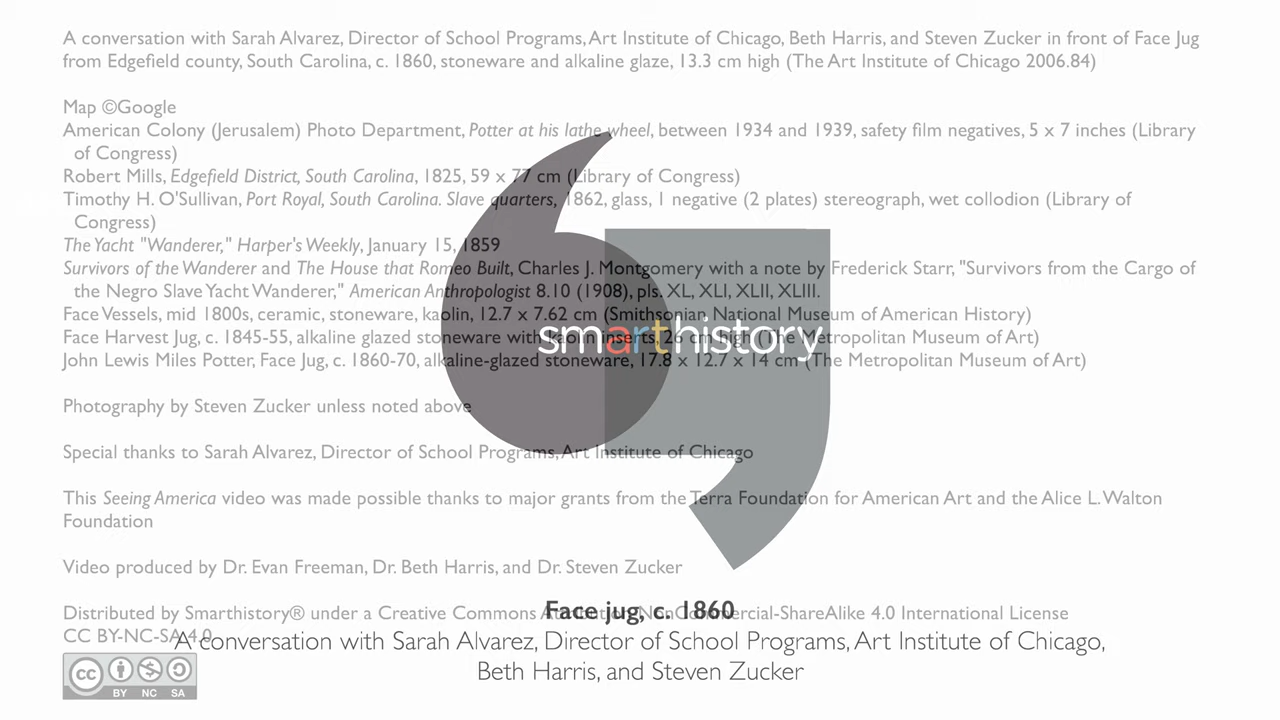 A conversation with Sarah Alvarez, Director of School Programs, Art Institute of Chicago, Beth Harris, and Steven Zucker in front of Face Jug
from Edgefield county, South Carolina, c. 1860, stoneware and alkaline glaze, 13.3 cm high (The Art Institute of Chicago 2006.84)
Map ©Google
American Colony (Jerusalem) Photo Department, Potter at his lathe wheel, between 1934 and 1939, safety film negatives, 5 x 7 inches (Library
of Congress)
Robert Mills, Edgefield District, South Carolina, 1825, 59 x 77 cm (Library of Congress)
Timothy H. O'Sullivan, Port Royal, South Carolina. Slave quarters, 1862, glass, 1 negative (2 plates) stereograph, wet collodion (Library of
Congress)
The Yacht "Wanderer," Harper's Weekly, January 15, 1859
Survivors of the Wanderer and The House that Romeo Built, Charles J. Montgomery with a note by Frederick Starr, "Survivors from the Cargo of
the Negro Slave Yacht Wanderer," American Anthropologist 8.10 (1908), pls. XL, XLI, XLII, XLIII.
Face Vessels, mid 1800s, ceramic, stoneware, kaolin, 12.7 x 7.62 cm (Smithsonian, National Museum of American History)
smarthistory
Face Harvest Jug, c. 1845-55, alkaline glazed stoneware with kaolin inserts, 26 cm high (The Metropolitan Museum of Art)
John Lewis Miles Potter, Face Jug, c. 1860-70, alkaline-glazed stoneware, 17.8 x 12.7 x 14 cm (The Metropolitan Museum of Art)
Photography by Steven Zucker unless noted above
Special thanks to Sarah Alvarez, Director of School Programs, Art Institute of Chicago
This Seeing America video was made possible thanks to major grants from the Terra Foundation for American Art and the Alice L. Walton
Foundation
Video produced by Dr. Evan Freeman, Dr. Beth Harris, and Dr. Steven Zucker
Distributed by Smarthistory® under a Creative Commons Attribution-NonCommercial-ShareAlike 4.0 International License
Face jug, c. 1860
CC BY-NC-SA 4.0
A conversation with Sarah Alvarez, Director of School Programs, Art Institute of Chicago,
Beth Harris, and Steven Zucker
cc
BY NC SA